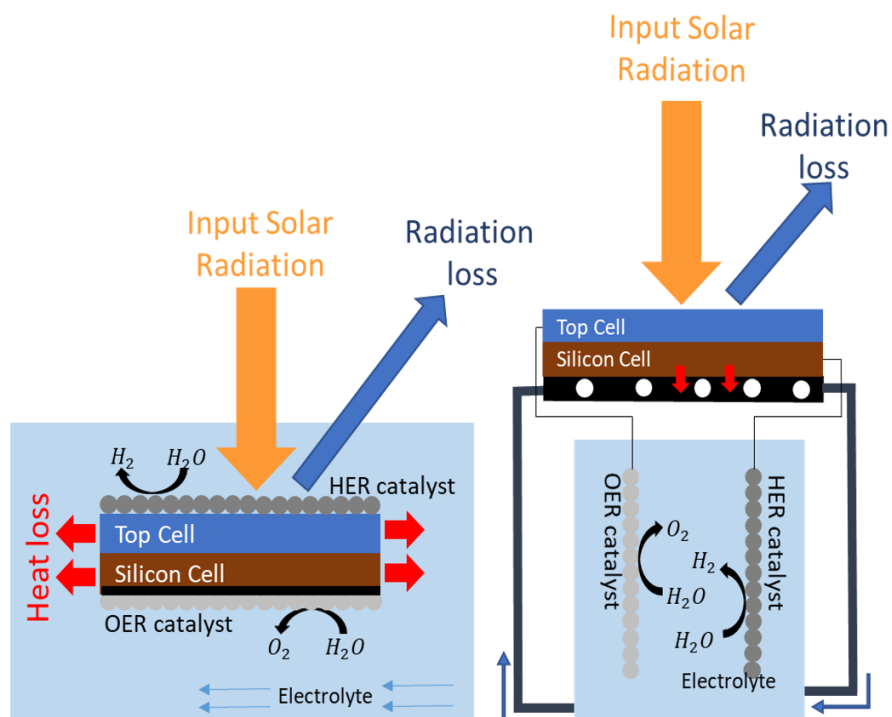 Input Solar
Radiation
Radiation
loss
H₂
H₂O
HER catalyst
Heat loss
Top Cell
Silicon Cell
OER catalyst
O₂
H₂O
Electrolyte
Input Solar
Radiation
Radiation
loss
Top Cell
Silicon Cell
OER catalyst
HER catalyst
O₂
H₂
H₂O
H₂O
Electrolyte